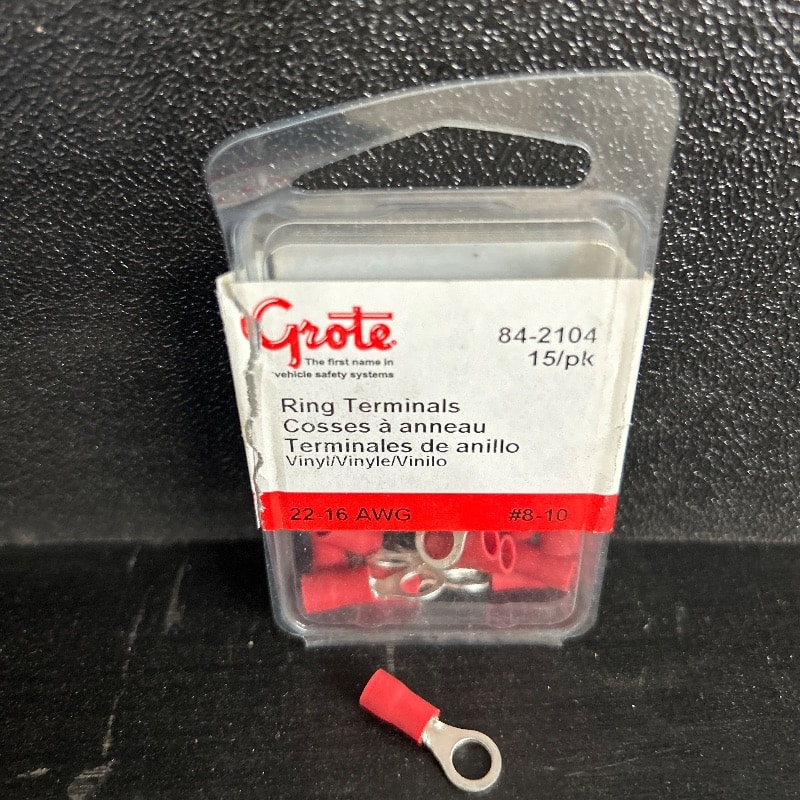 Grote
The first name in
vehicle safety systems
84-2104
15/pk
Ring Terminals
Cosses à anneau
Terminales de anillo
Vinyl/Vinyle/Vinilo
22-16 AWG #8-10